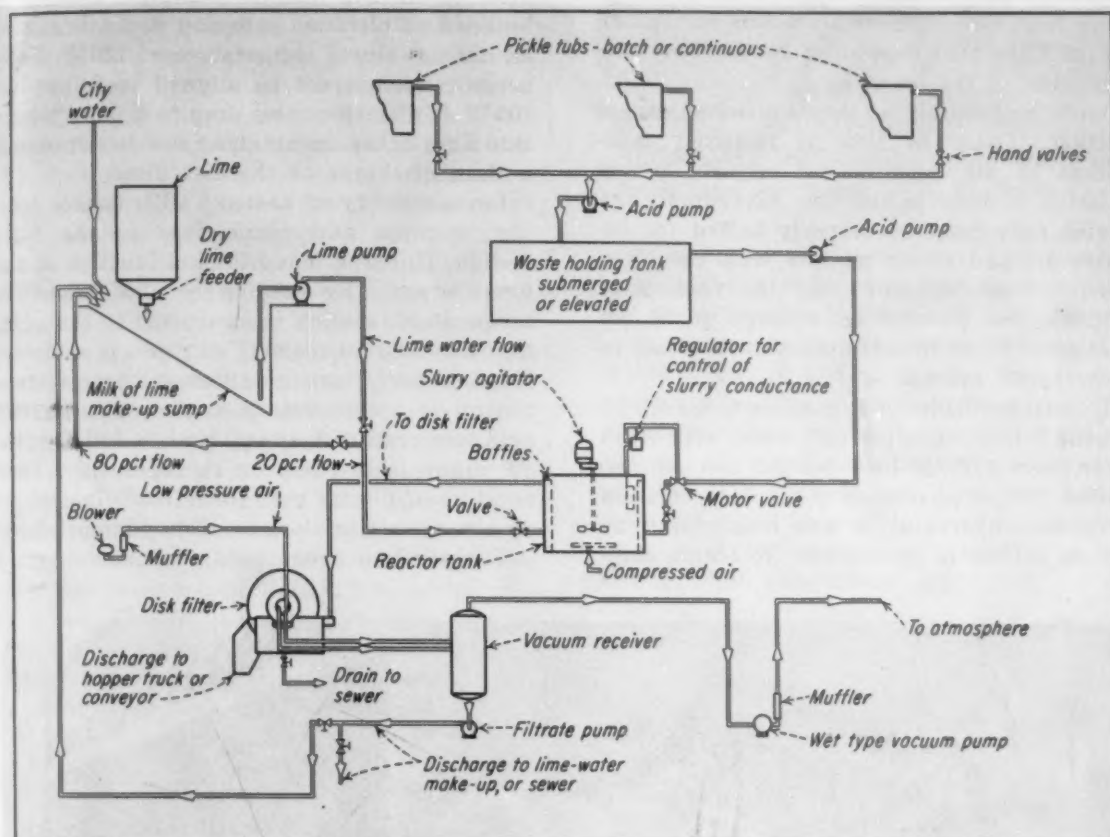 Pickle tubs - batch or continuous
City
water
Lime
Hand valves
Dry
lime
feeder
Lime pump
Acid pump
Acid pump
Waste holding tank
submerged
or elevated
Lime water flow
Slurry agitator
Regulator for
control of
slurry conductance
Milk of lime
make-up sump
To disk filter
80 pct flow
20 pct flow
Baffles
Motor valve
Low pressure air
Blower
Muffler
Valve
Reactor tank
Compressed air
Disk filter
Vacuum receiver
To atmosphere
Discharge to
hopper truck or
conveyor
Drain to
sewer
Muffler
Filtrate pump
Wet type vacuum pump
Discharge to lime-water
make-up, or sewer